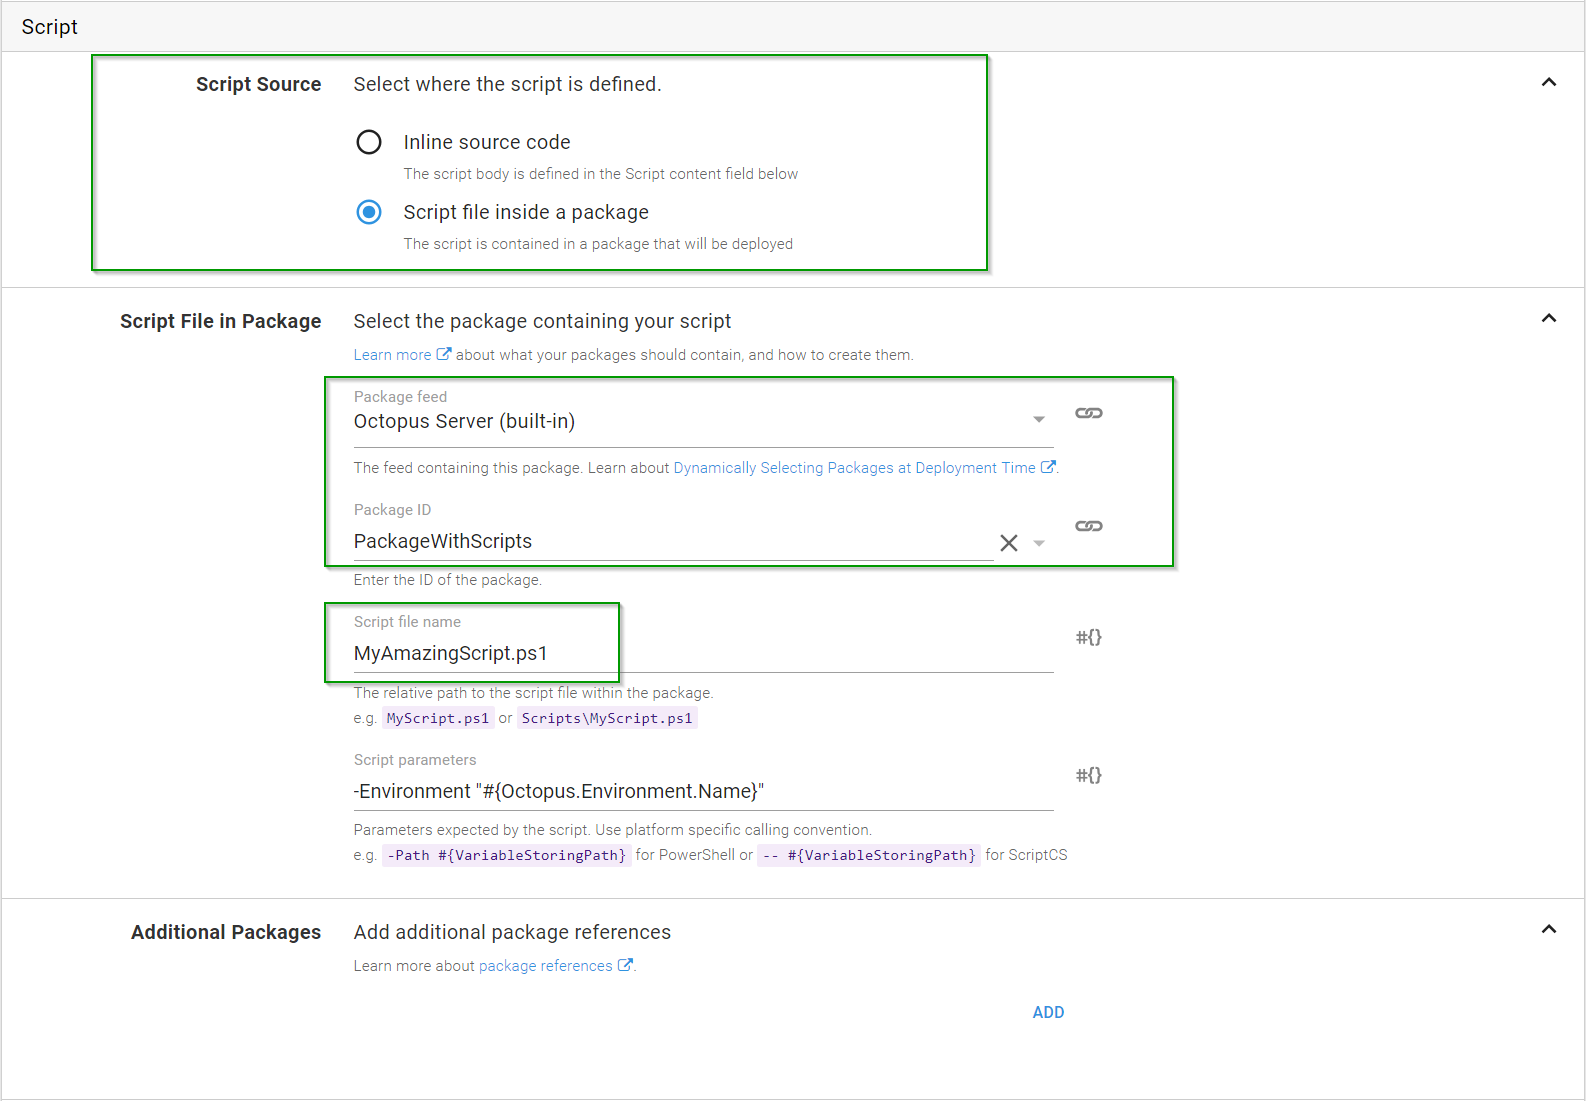 Script
Script Source Select where the script is defined.
Inline source code
The script body is defined in the Script content field below
Script file inside a package
The script is contained in a package that will be deployed
Script File in Package Select the package containing your script
Learn more about what your packages should contain, and how to create them.
Package feed
Octopus Server (built-in)
The feed containing this package. Learn about Dynamically Selecting Packages at Deployment Time.
Package ID
PackageWithScripts
Enter the ID of the package.
Script file name
MyAmazingScript.ps1
#{}
The relative path to the script file within the package.
e.g. MyScript.ps1 or Scripts\MyScript.ps1
Script parameters
-Environment "#{Octopus.Environment.Name}"
#{}
Parameters expected by the script. Use platform specific calling convention.
e.g. -Path #{VariableStoringPath} for PowerShell or -- #{VariableStoringPath} for ScriptCS
Additional Packages Add additional package references
Learn more about package references.
ADD